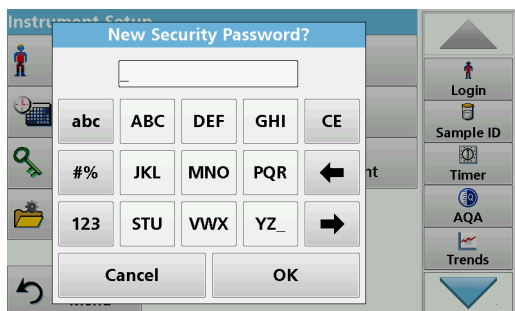 Instrument Setup
New Security Password?
_
abc ABC DEF GHI CE
#% JKL MNO PQR
123 STU VWX YZ_
Cancel OK
Menu
Login
Sample ID
Timer
AQA
Trends